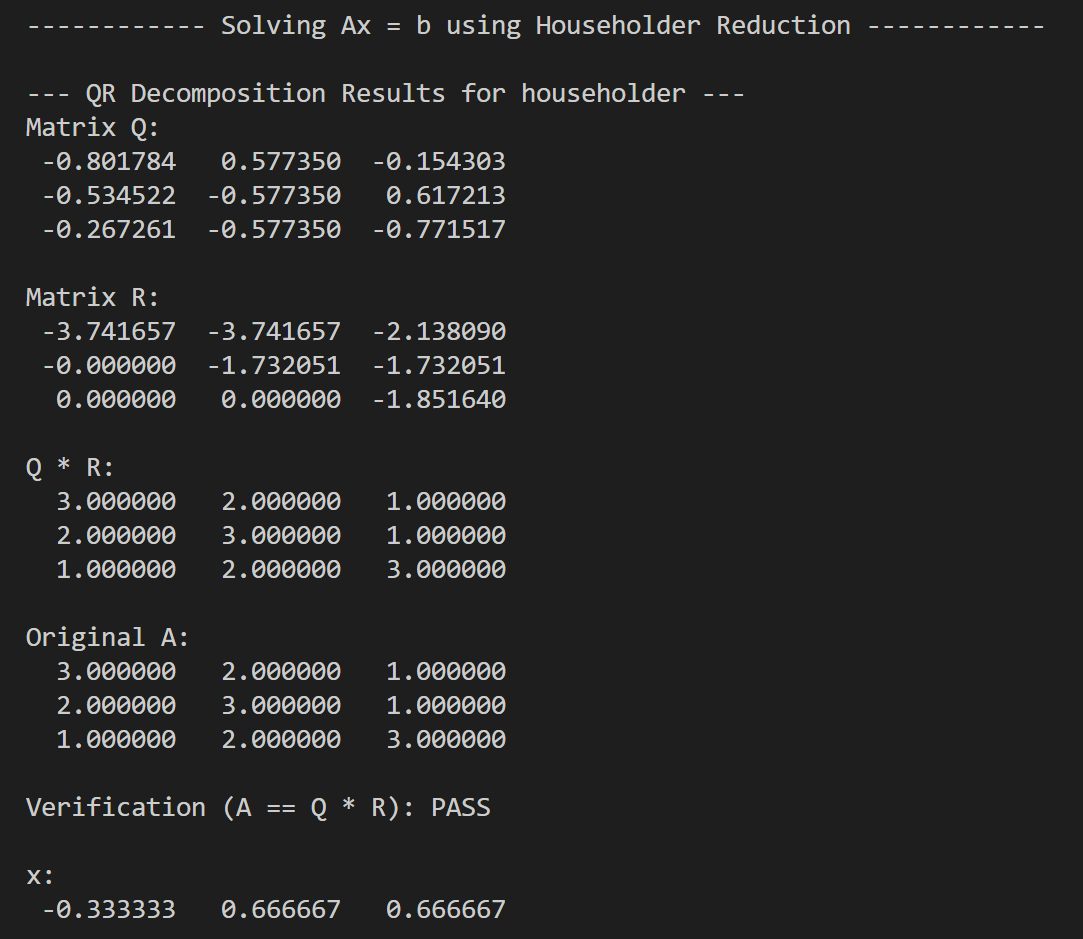 ------------ Solving Ax = b using Householder Reduction ------------
--- QR Decomposition Results for householder ---
Matrix Q:
-0.801784 0.577350 -0.154303
-0.534522 -0.577350 0.617213
-0.267261 -0.577350 -0.771517
Matrix R:
-3.741657 -3.741657 -2.138090
-0.000000 -1.732051 -1.732051
0.000000 0.000000 -1.851640
Q * R:
3.000000 2.000000 1.000000
2.000000 3.000000 1.000000
1.000000 2.000000 3.000000
Original A:
3.000000 2.000000 1.000000
2.000000 3.000000 1.000000
1.000000 2.000000 3.000000
Verification (A == Q * R): PASS
x:
-0.333333 0.666667 0.666667